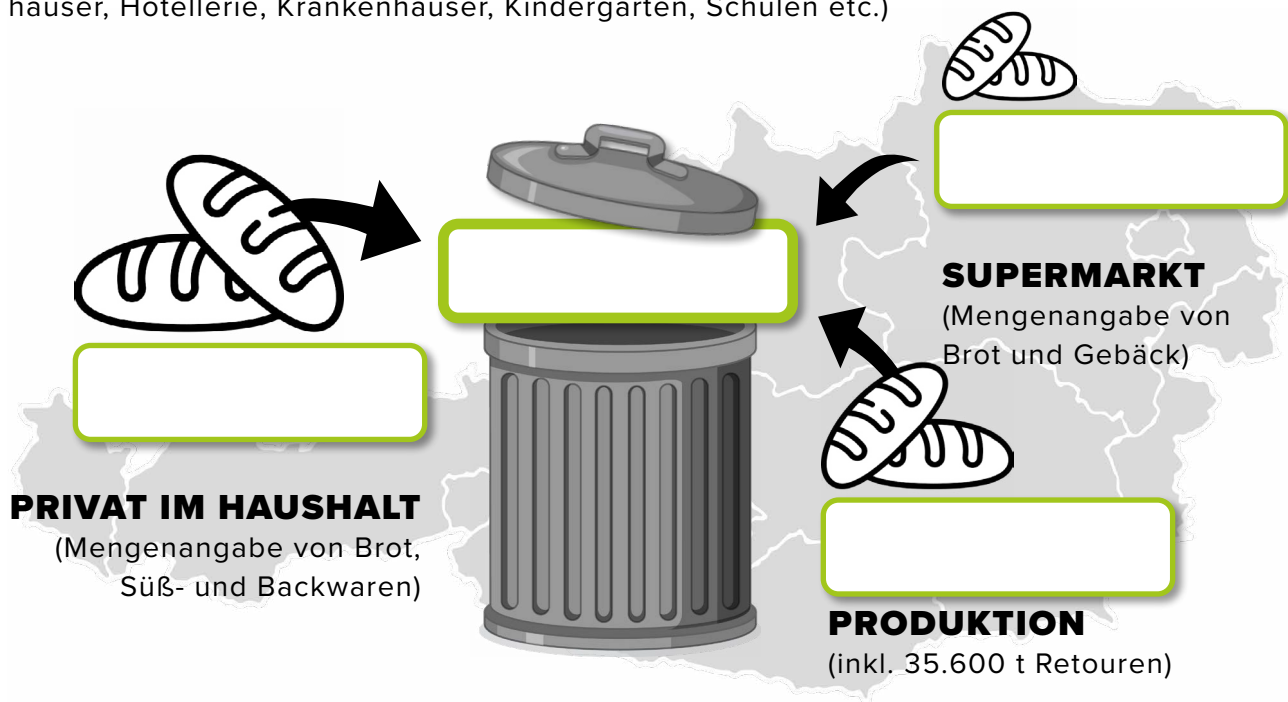 häuser, Hotellerie, Krankenhäuser, Kindergärten, Schulen etc.)
SUPERMARKT
(Mengenangabe von
Brot und Gebäck)
PRIVAT IM HAUSHALT
(Mengenangabe von Brot,
Süß- und Backwaren)
PRODUKTION
(inkl. 35.600 t Retouren)